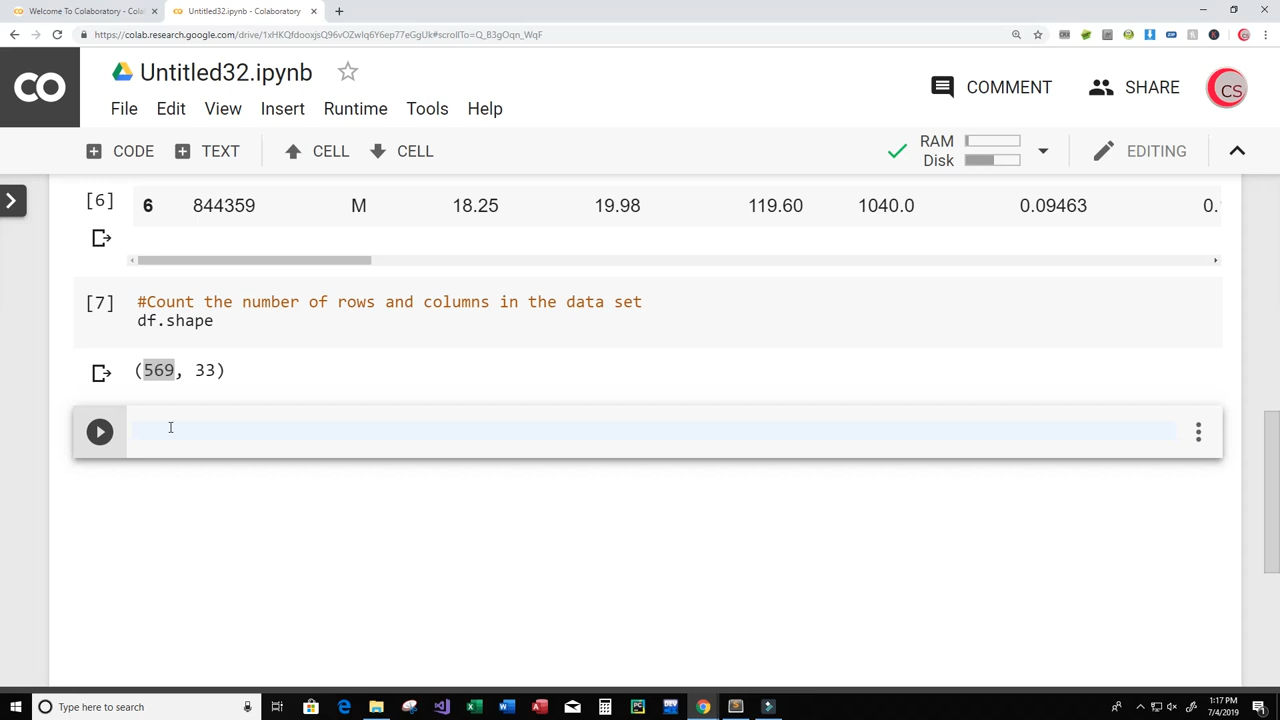 Welcome To Colaboratory - Cola
Untitled32.ipynb - Colaboratory
https://colab.research.google.com/drive/1xHKQfdooxjsQ96vOZwIq6Y6ep77eGgUk#scrollTo=Q_B3gOqn_WqF
CO
Untitled32.ipynb
COMMENT
SHARE
CS
File Edit View Insert Runtime Tools Help
CODE TEXT CELL CELL
RAM
Disk
EDITING
[6] 6 844359 M 18.25 19.98 119.60 1040.0 0.09463 0.
[7] #Count the number of rows and columns in the data set
df.shape
(569, 33)
Type here to search
1:17 PM
7/4/2019